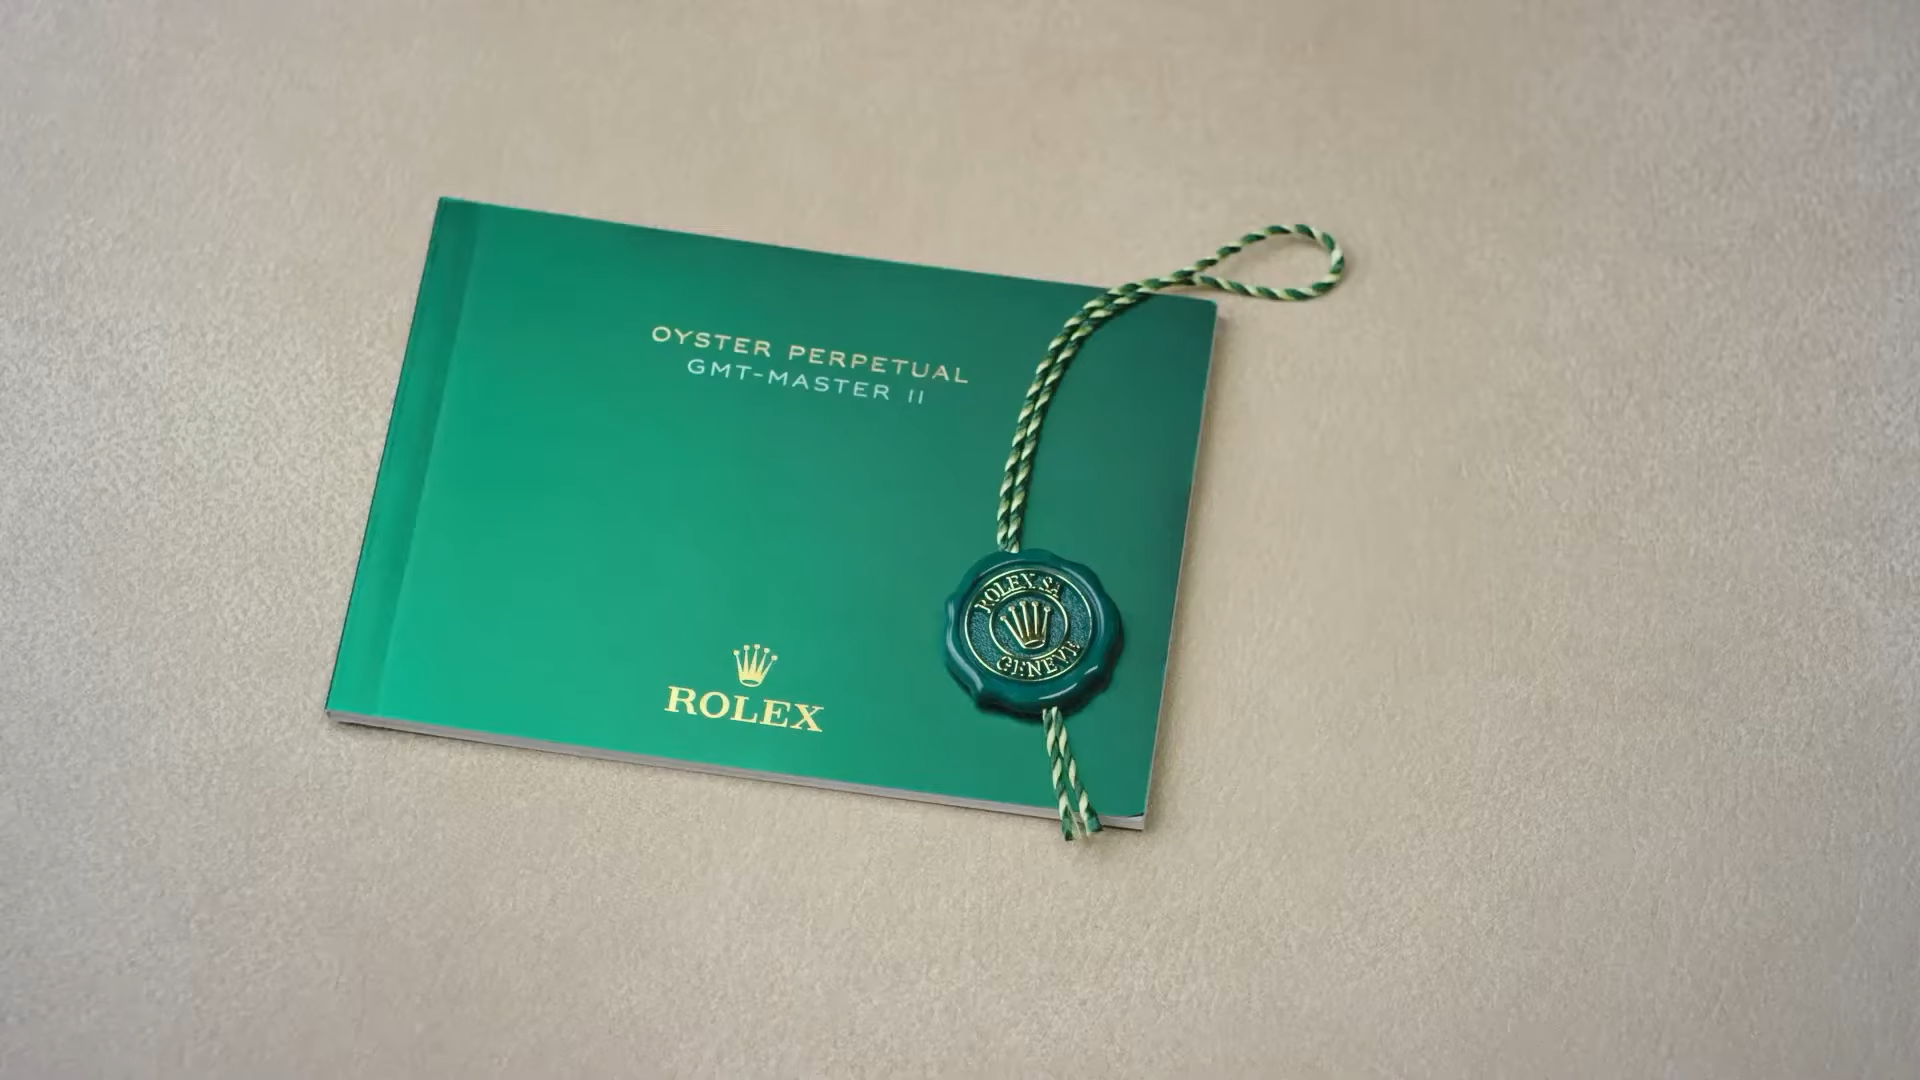 OYSTER PERPETUAL
GMT-MASTER II
ROLEX
ROLEX SA
GENEVE